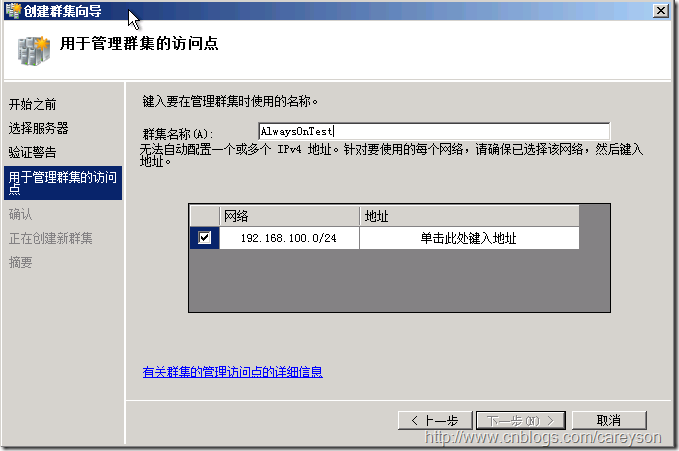 创建群集向导
用于管理群集的访问点
开始之前
选择服务器
验证警告
用于管理群集的访问
点
确认
正在创建新群集
摘要
键入要在管理群集时使用的名称。
群集名称(A): AlwaysOnTest
无法自动配置一个或多个 IPv4 地址。针对要使用的每个网络，请确保已选择该网络，然后键入
地址。
网络 地址
192.168.100.0/24 单击此处键入地址
有关群集的管理访问点的详细信息
< 上一步 下一步(N) > 取消
http://www.cnblogs.com/careyson